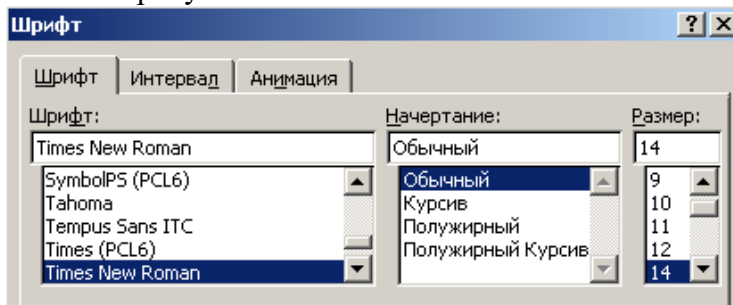 Шрифт
Шрифт Интервал Анимация
Шрифт: Начертание: Размер:
Times New Roman Обычный 14
SymbolPS (PCL6) Обычный 9
Tahoma Курсив 10
Tempus Sans ITC Полужирный 11
Times (PCL6) Полужирный Курсив 12
Times New Roman 14